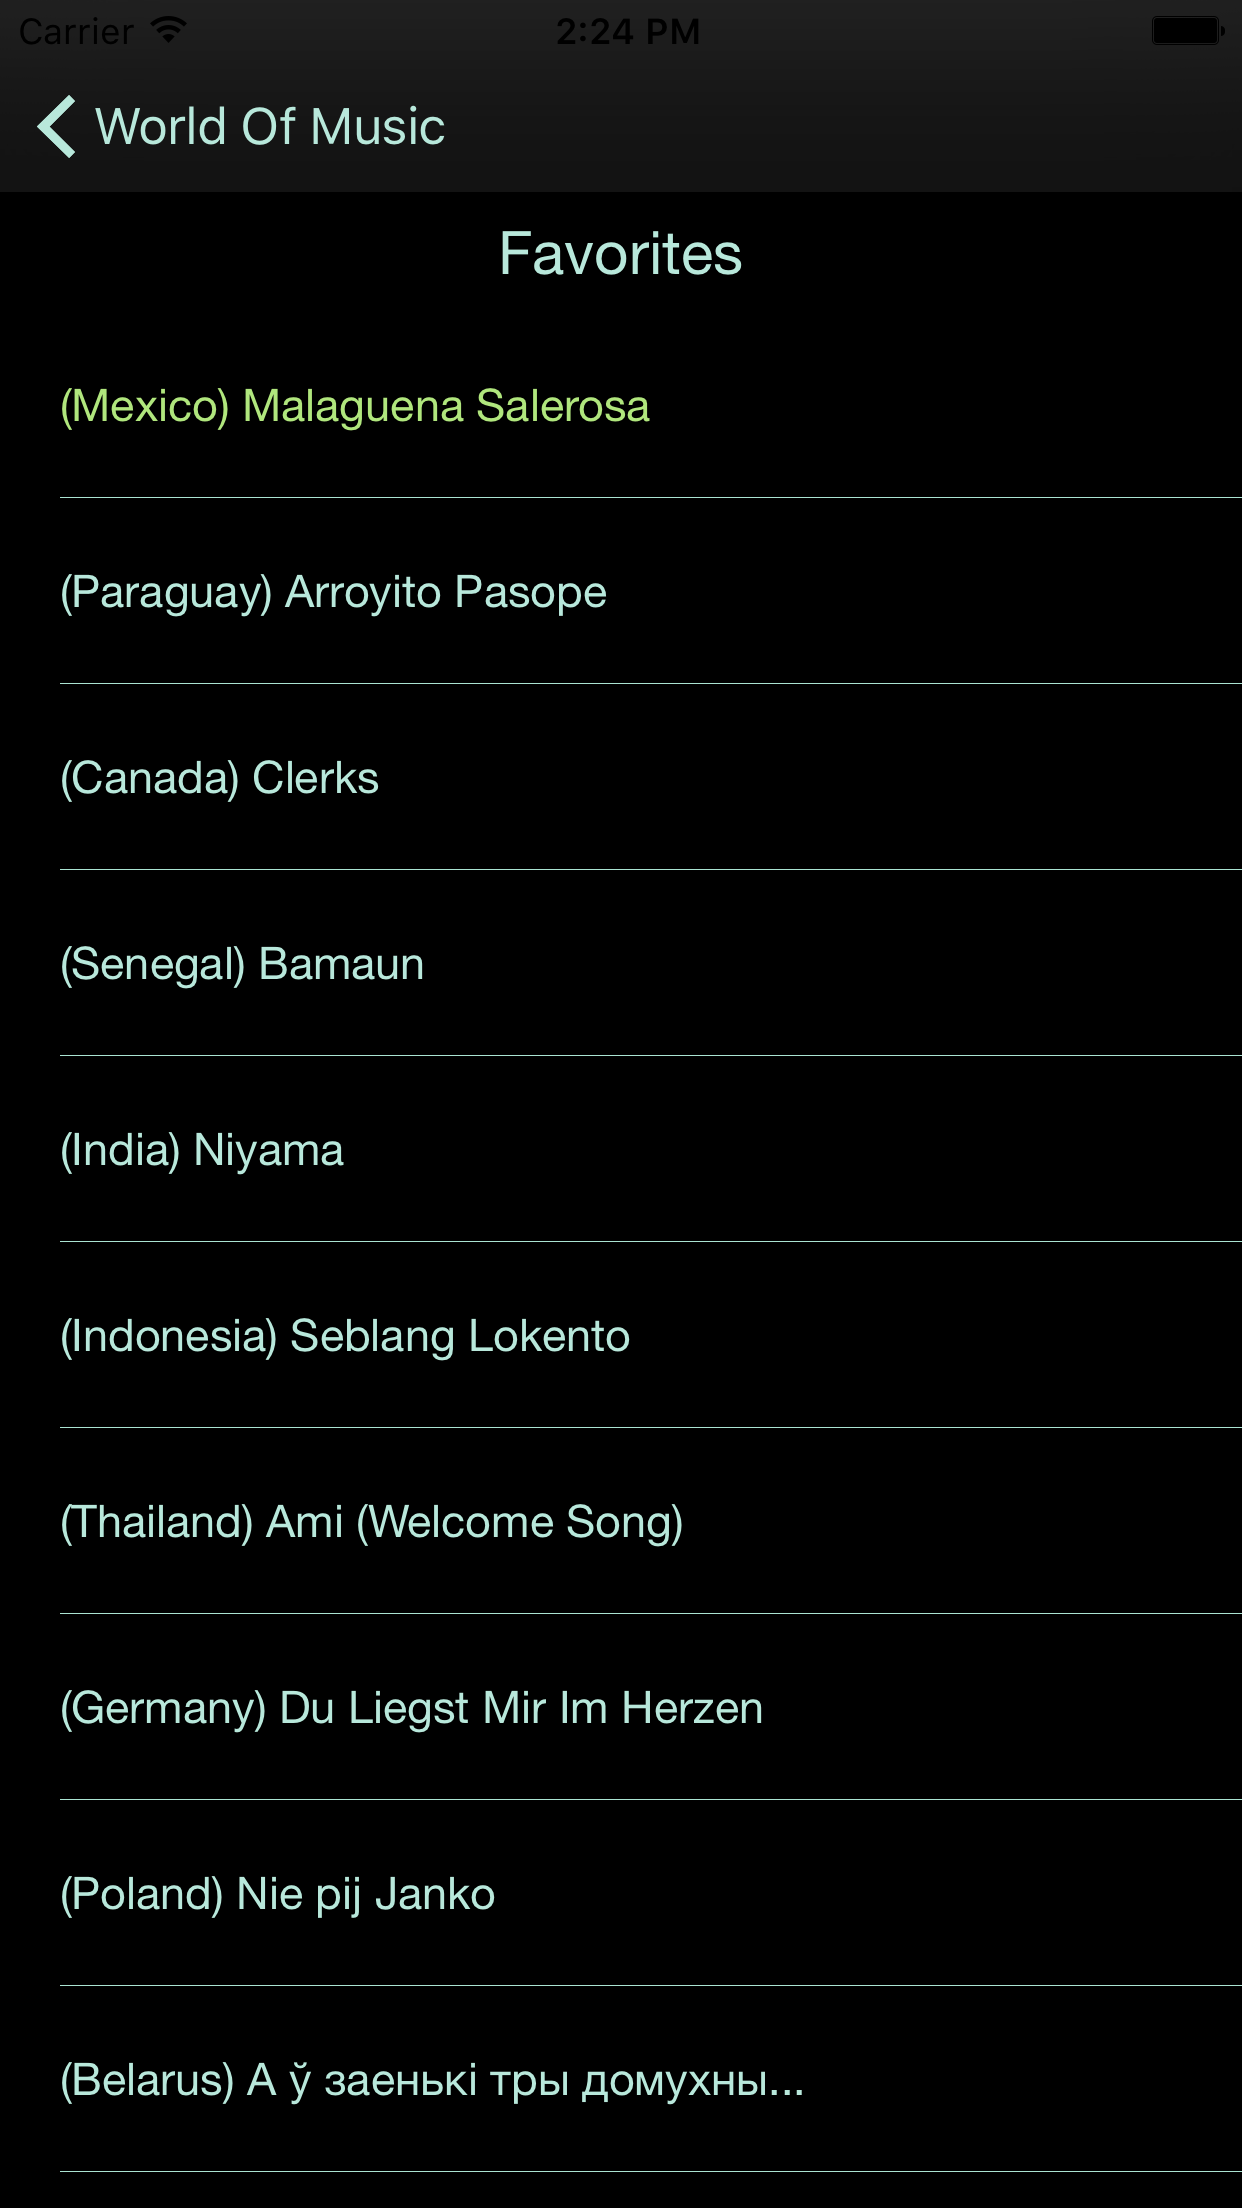 Carrier 2:24 PM
World Of Music
Favorites
(Mexico) Malaguena Salerosa
(Paraguay) Arroyito Pasope
(Canada) Clerks
(Senegal) Bamaun
(India) Niyama
(Indonesia) Seblang Lokento
(Thailand) Ami (Welcome Song)
(Germany) Du Liegst Mir Im Herzen
(Poland) Nie pij Janko
(Belarus) А ў заенькі тры домухны...